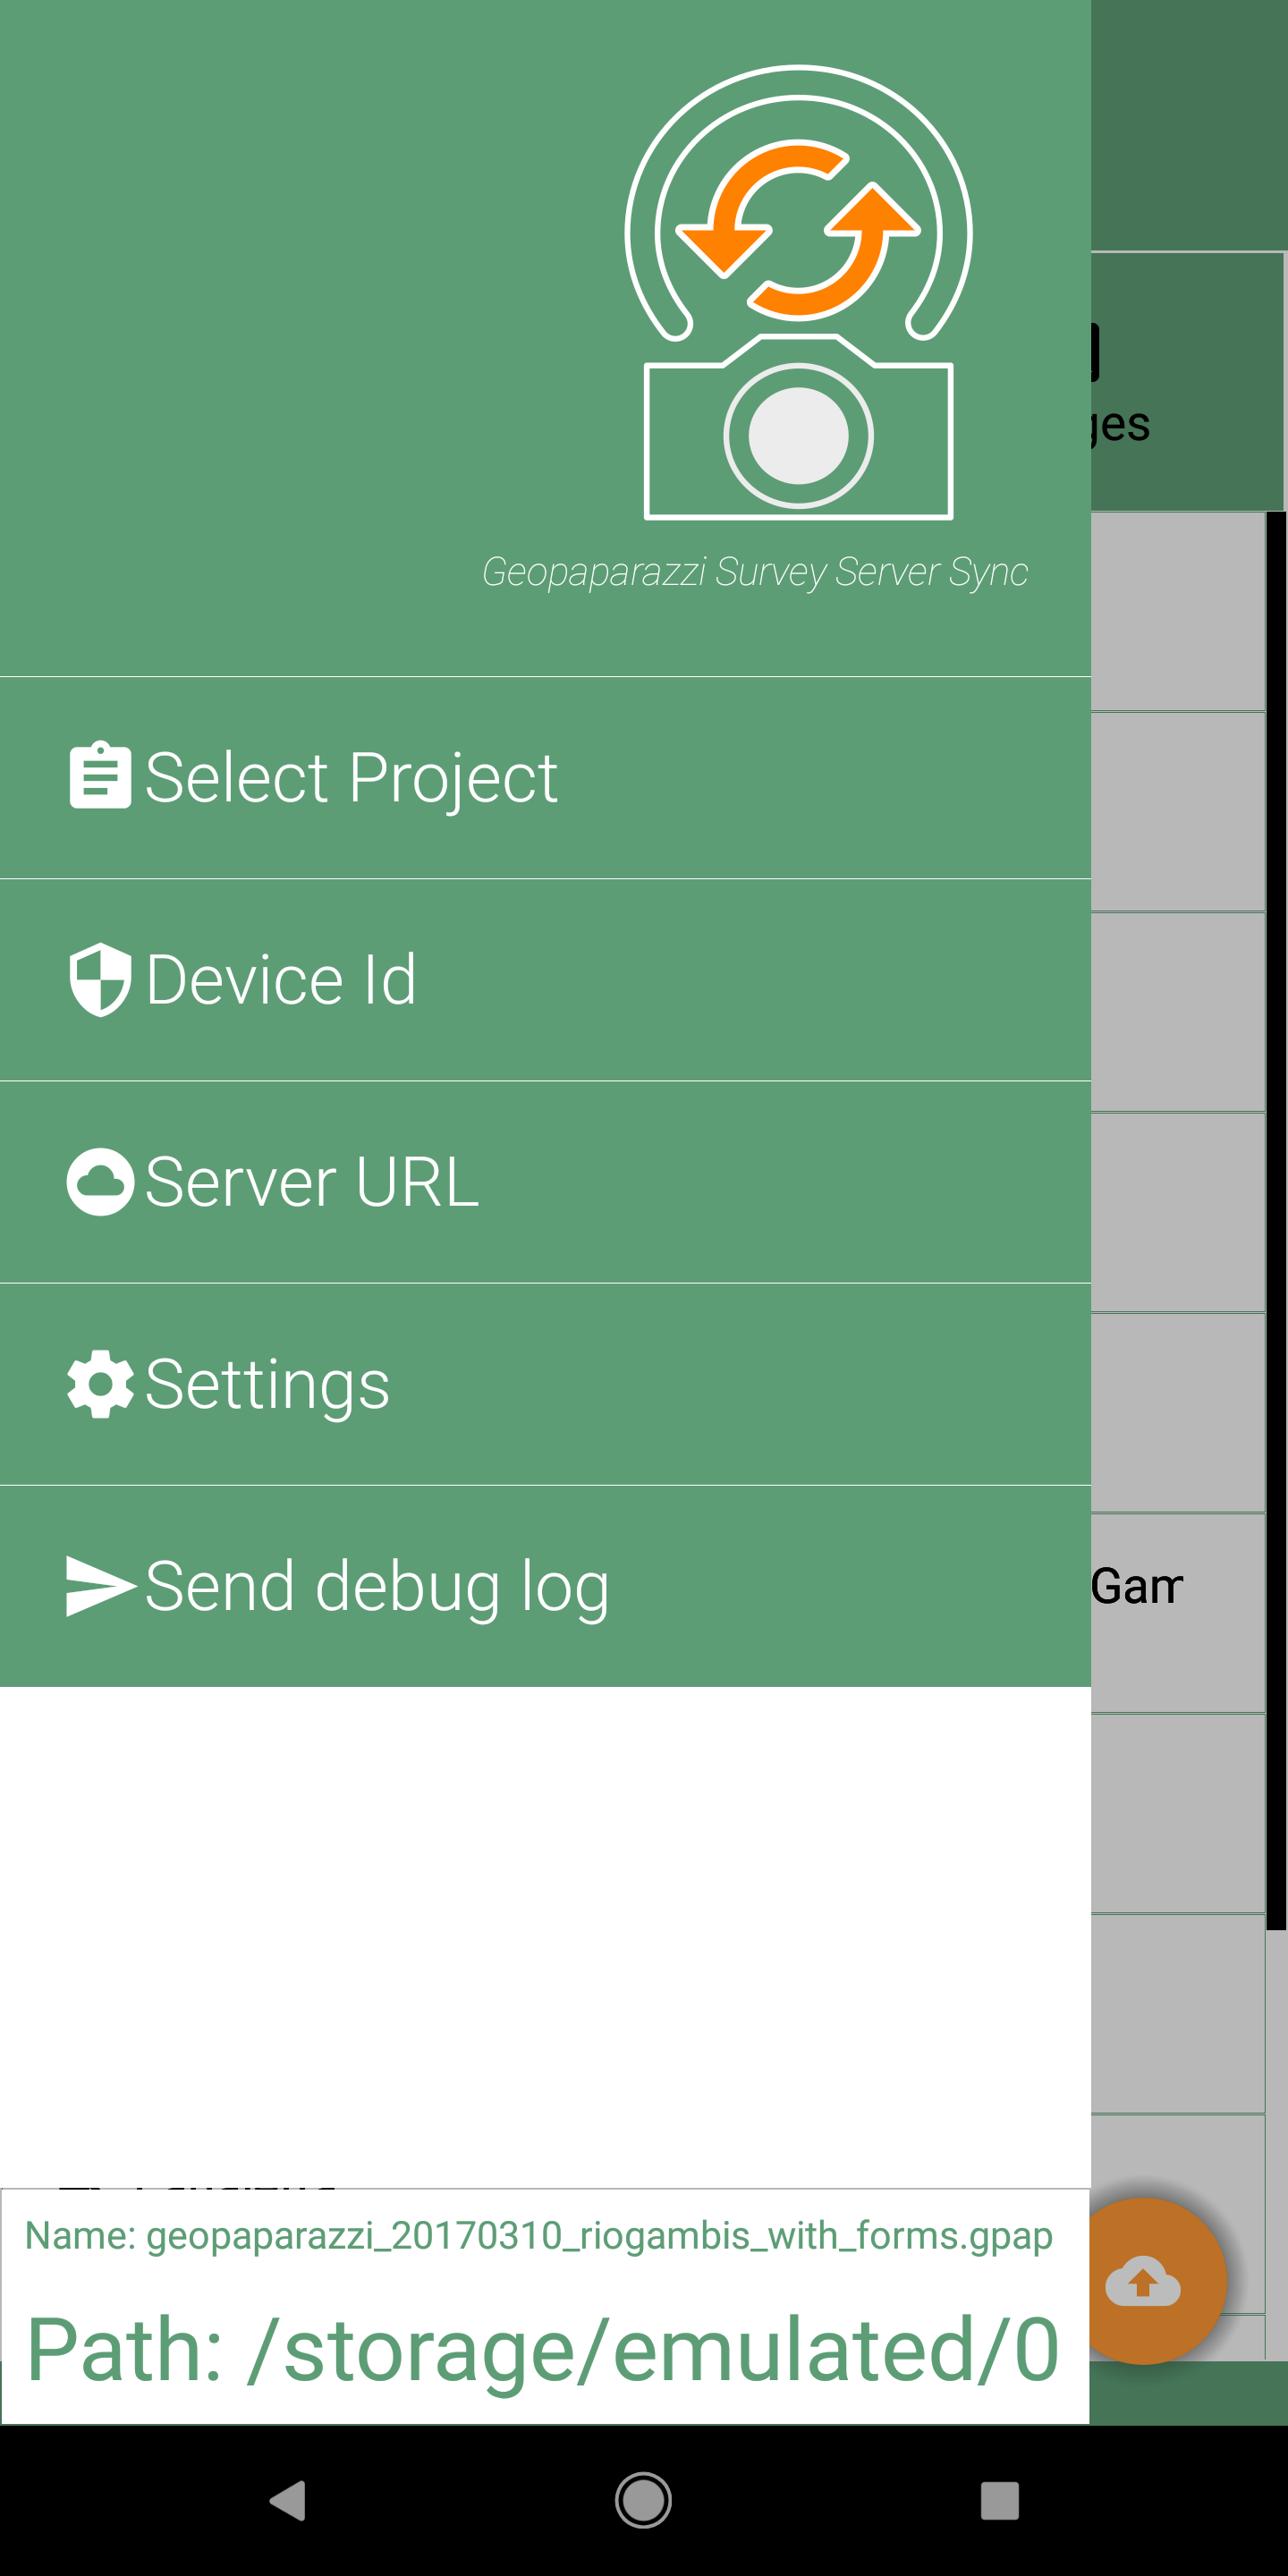 Geopaparazzi Survey Server Sync
Select Project
Device Id
Server URL
Settings
Send debug log
Name: geopaparazzi_20170310_riogambis_with_forms.gpap
Path: /storage/emulated/0
ges
Gam